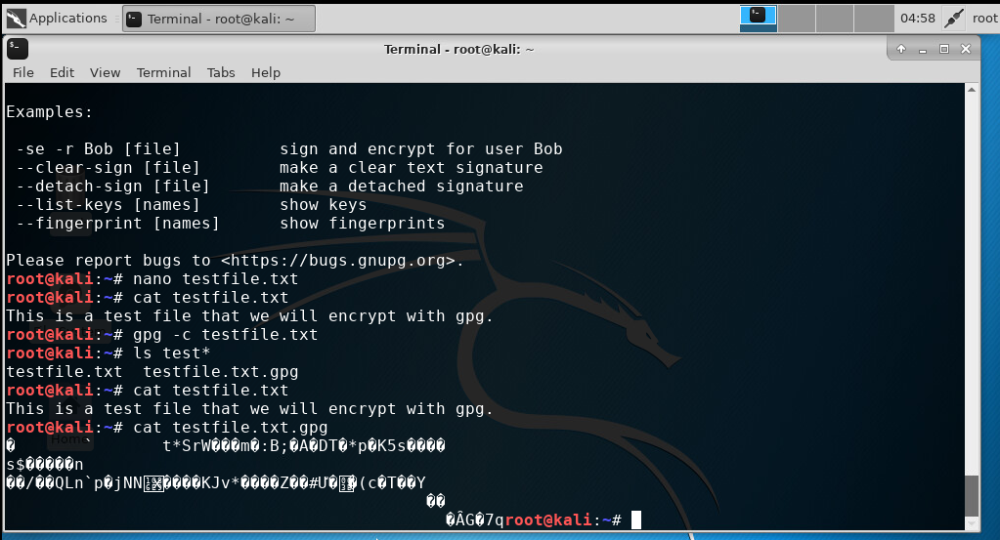 Applications
Terminal - root@kali: ~
04:58
root
Terminal - root@kali: ~
File Edit View Terminal Tabs Help
Examples:
-se -r Bob [file]          sign and encrypt for user Bob
--clear-sign [file]        make a clear text signature
--detach-sign [file]       make a detached signature
--list-keys [names]        show keys
--fingerprint [names]      show fingerprints
Please report bugs to <https://bugs.gnupg.org>.
root@kali:~# nano testfile.txt
root@kali:~# cat testfile.txt
This is a test file that we will encrypt with gpg.
root@kali:~# gpg -c testfile.txt
root@kali:~# ls test*
testfile.txt  testfile.txt.gpg
root@kali:~# cat testfile.txt
This is a test file that we will encrypt with gpg.
root@kali:~# cat testfile.txt.gpg
�       `       t*SrW���m�:B;�A�DT�*p�K5s����
s$�����n
��/��QLn`p�jNN����KJv*����Z��#U�(c�T��Y
��
�ÂG�7qroot@kali:~#
Home